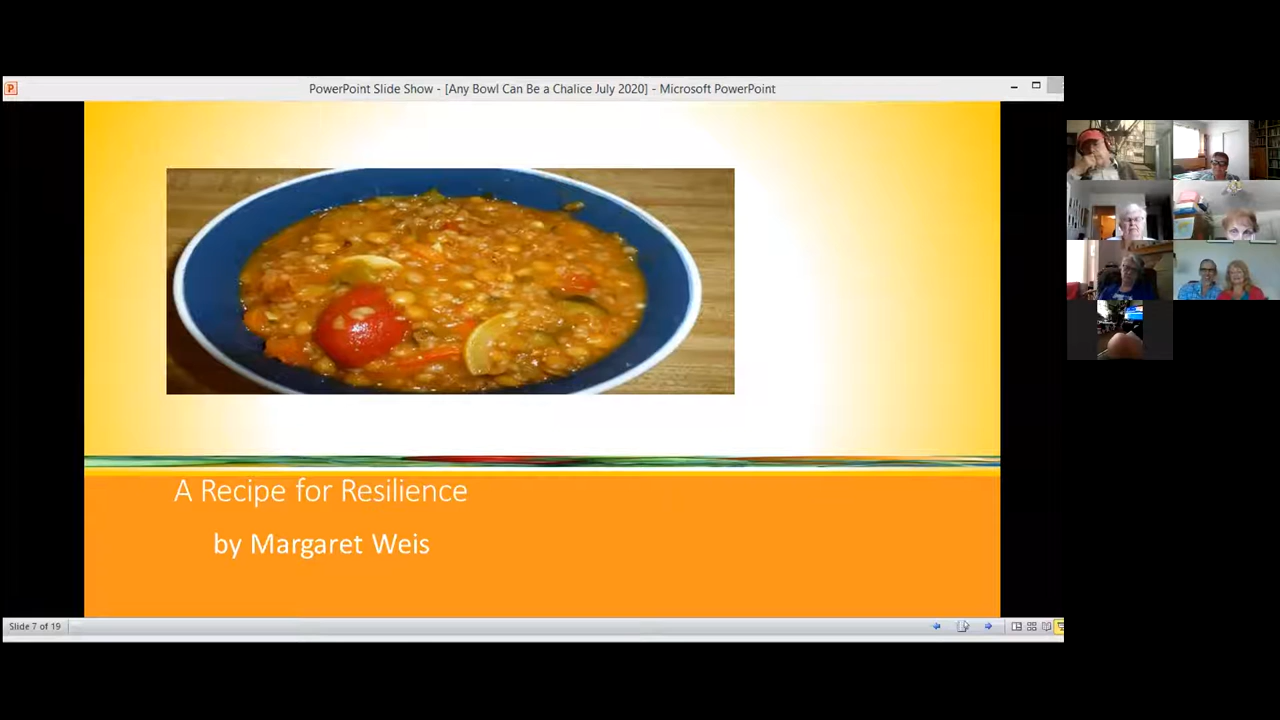 PowerPoint Slide Show - [Any Bowl Can Be a Chalice July 2020] - Microsoft PowerPoint
A Recipe for Resilience
by Margaret Weis
Slide 7 of 19